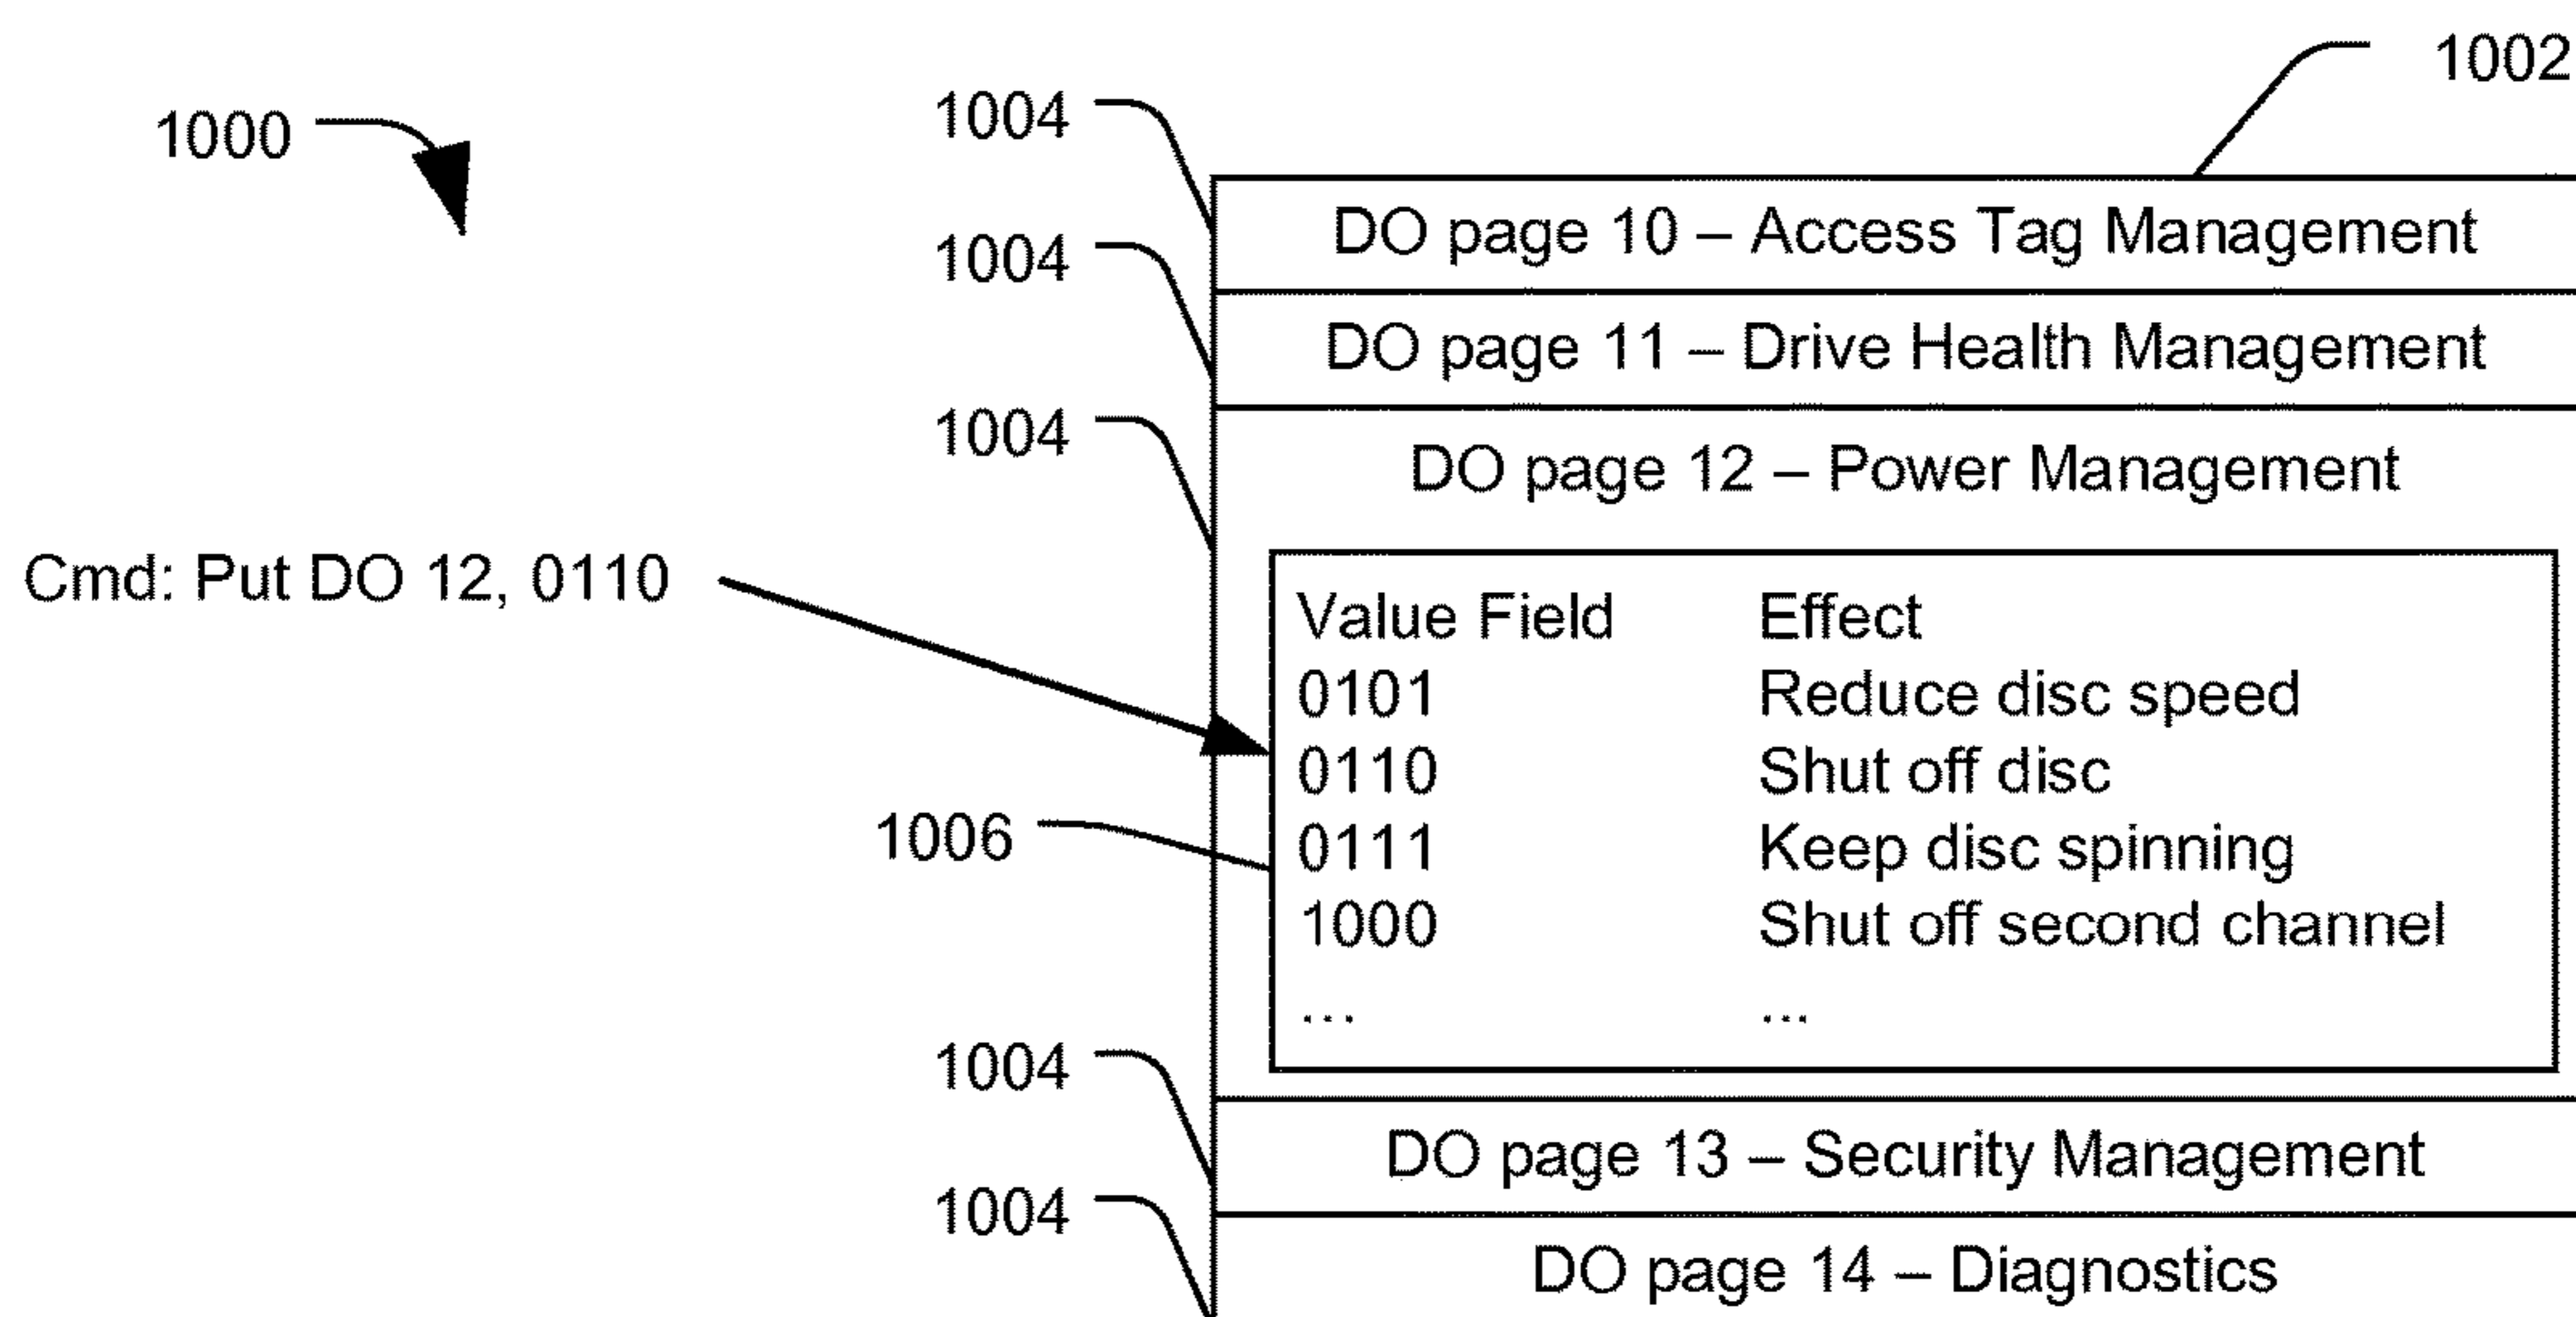 1002
1000
1004
DO page 10 – Access Tag Management
1004
DO page 11 – Drive Health Management
1004
DO page 12 – Power Management
Cmd: Put DO 12, 0110
Value Field Effect
0101 Reduce disc speed
0110 Shut off disc
1006
0111 Keep disc spinning
1000 Shut off second channel
... ...
1004
DO page 13 – Security Management
1004
DO page 14 – Diagnostics